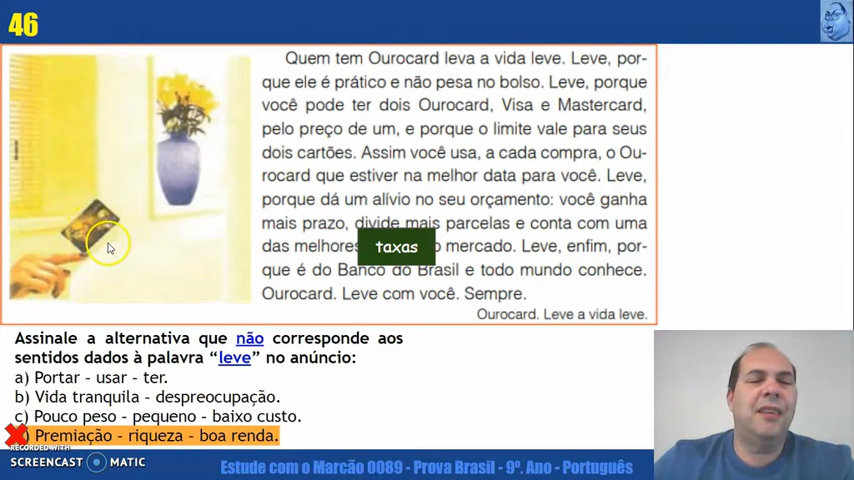 46
Quem tem Ourocard leva a vida leve. Leve, por-
que ele é prático e não pesa no bolso. Leve, porque
você pode ter dois Ourocard, Visa e Mastercard,
pelo preço de um, e porque o limite vale para seus
dois cartões. Assim você usa, a cada compra, o Ou-
rocard que estiver na melhor data para você. Leve,
porque dá um alívio no seu orçamento: você ganha
mais prazo, divide mais parcelas e conta com uma
das melhores taxas do mercado. Leve, enfim, por-
que é do Banco do Brasil e todo mundo conhece.
Ourocard. Leve com você. Sempre.
Ourocard. Leve a vida leve.
Assinale a alternativa que não corresponde aos
sentidos dados à palavra “leve” no anúncio:
a) Portar – usar – ter.
b) Vida tranquila – despreocupação.
c) Pouco peso – pequeno – baixo custo.
) Premiação – riqueza – boa renda.
RECORDED WITH
SCREENCAST MATIC
Estude com o Marcão 0089 - Prova Brasil - 9º. Ano - Português